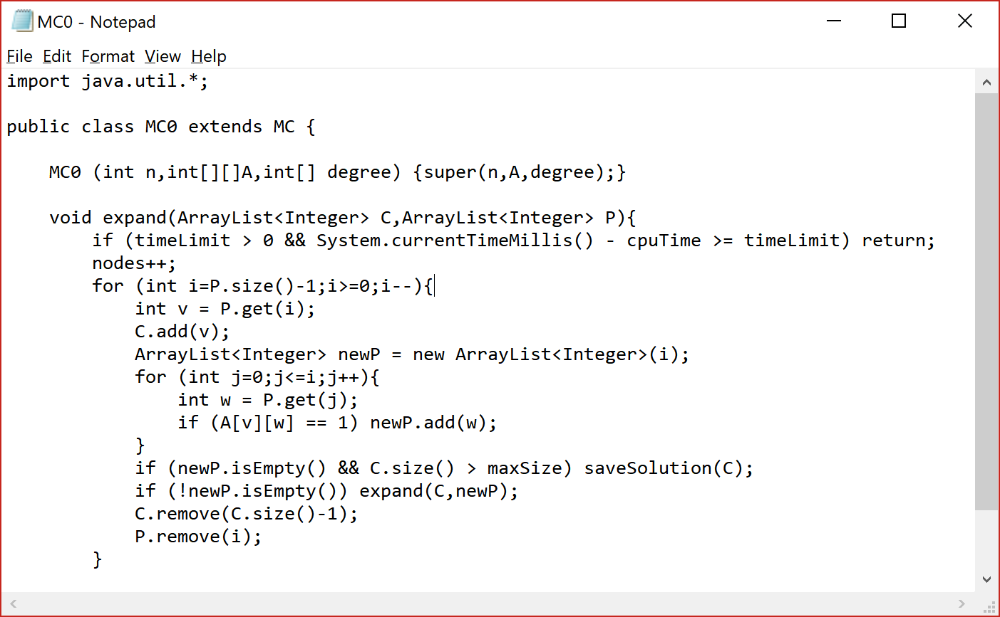 MC0 - Notepad
File Edit Format View Help
import java.util.*;
public class MC0 extends MC {
    MC0 (int n,int[][]A,int[] degree) {super(n,A,degree);}
    void expand(ArrayList<Integer> C,ArrayList<Integer> P){
        if (timeLimit > 0 && System.currentTimeMillis() - cpuTime >= timeLimit) return;
        nodes++;
        for (int i=P.size()-1;i>=0;i--){
            int v = P.get(i);
            C.add(v);
            ArrayList<Integer> newP = new ArrayList<Integer>(i);
            for (int j=0;j<=i;j++){
                int w = P.get(j);
                if (A[v][w] == 1) newP.add(w);
            }
            if (newP.isEmpty() && C.size() > maxSize) saveSolution(C);
            if (!newP.isEmpty()) expand(C,newP);
            C.remove(C.size()-1);
            P.remove(i);
        }